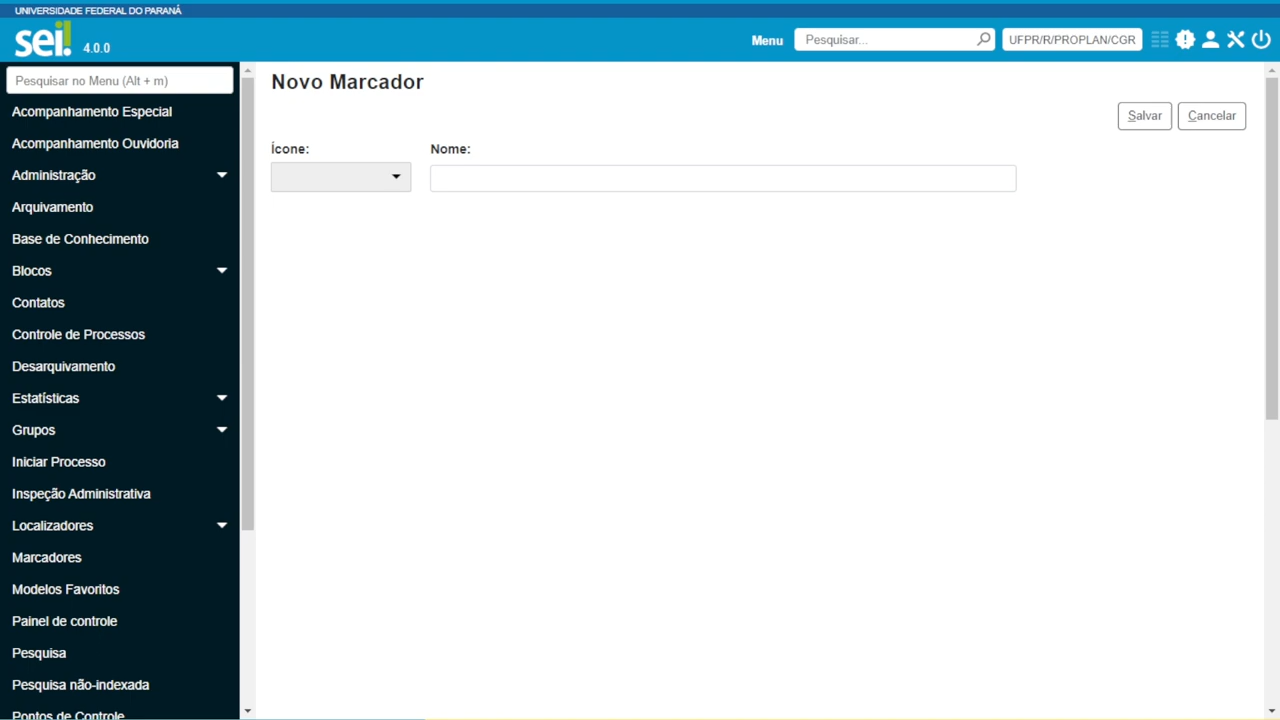 UNIVERSIDADE FEDERAL DO PARANÁ
sei!
4.0.0
Menu
Pesquisar...
UFPR/R/PROPLAN/CGR
Pesquisar no Menu (Alt + m)
Acompanhamento Especial
Acompanhamento Ouvidoria
Administração
Arquivamento
Base de Conhecimento
Blocos
Contatos
Controle de Processos
Desarquivamento
Estatísticas
Grupos
Iniciar Processo
Inspeção Administrativa
Localizadores
Marcadores
Modelos Favoritos
Painel de controle
Pesquisa
Pesquisa não-indexada
Pontos de Controle
Novo Marcador
Salvar
Cancelar
Ícone:
Nome: